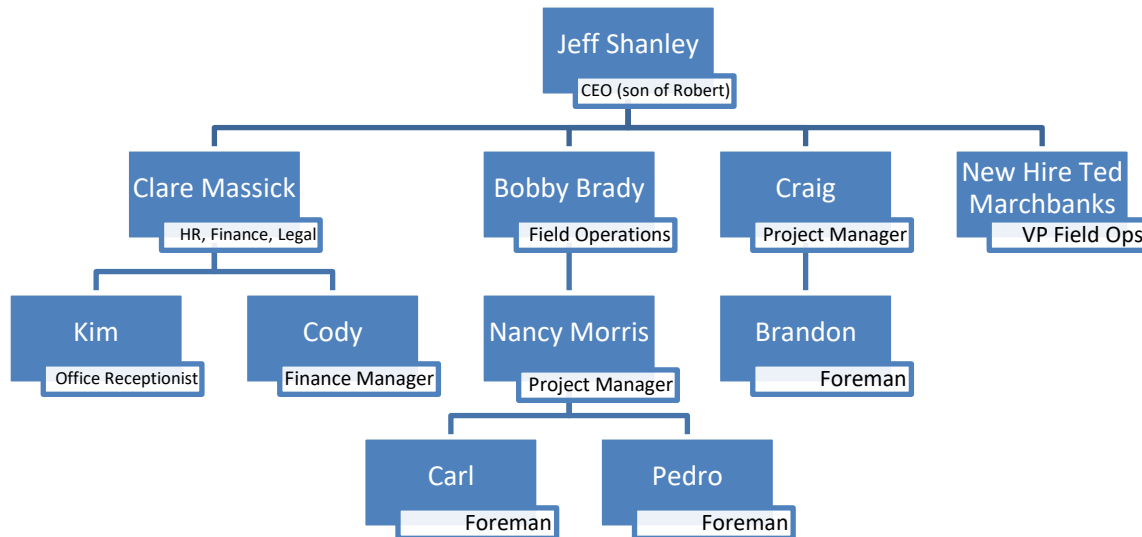 Jeff Shanley
CEO (son of Robert)
Clare Massick
HR, Finance, Legal
Bobby Brady
Field Operations
Craig
Project Manager
New Hire Ted
Marchbanks
VP Field Ops
Kim
Office Receptionist
Cody
Finance Manager
Nancy Morris
Project Manager
Brandon
Foreman
Carl
Foreman
Pedro
Foreman